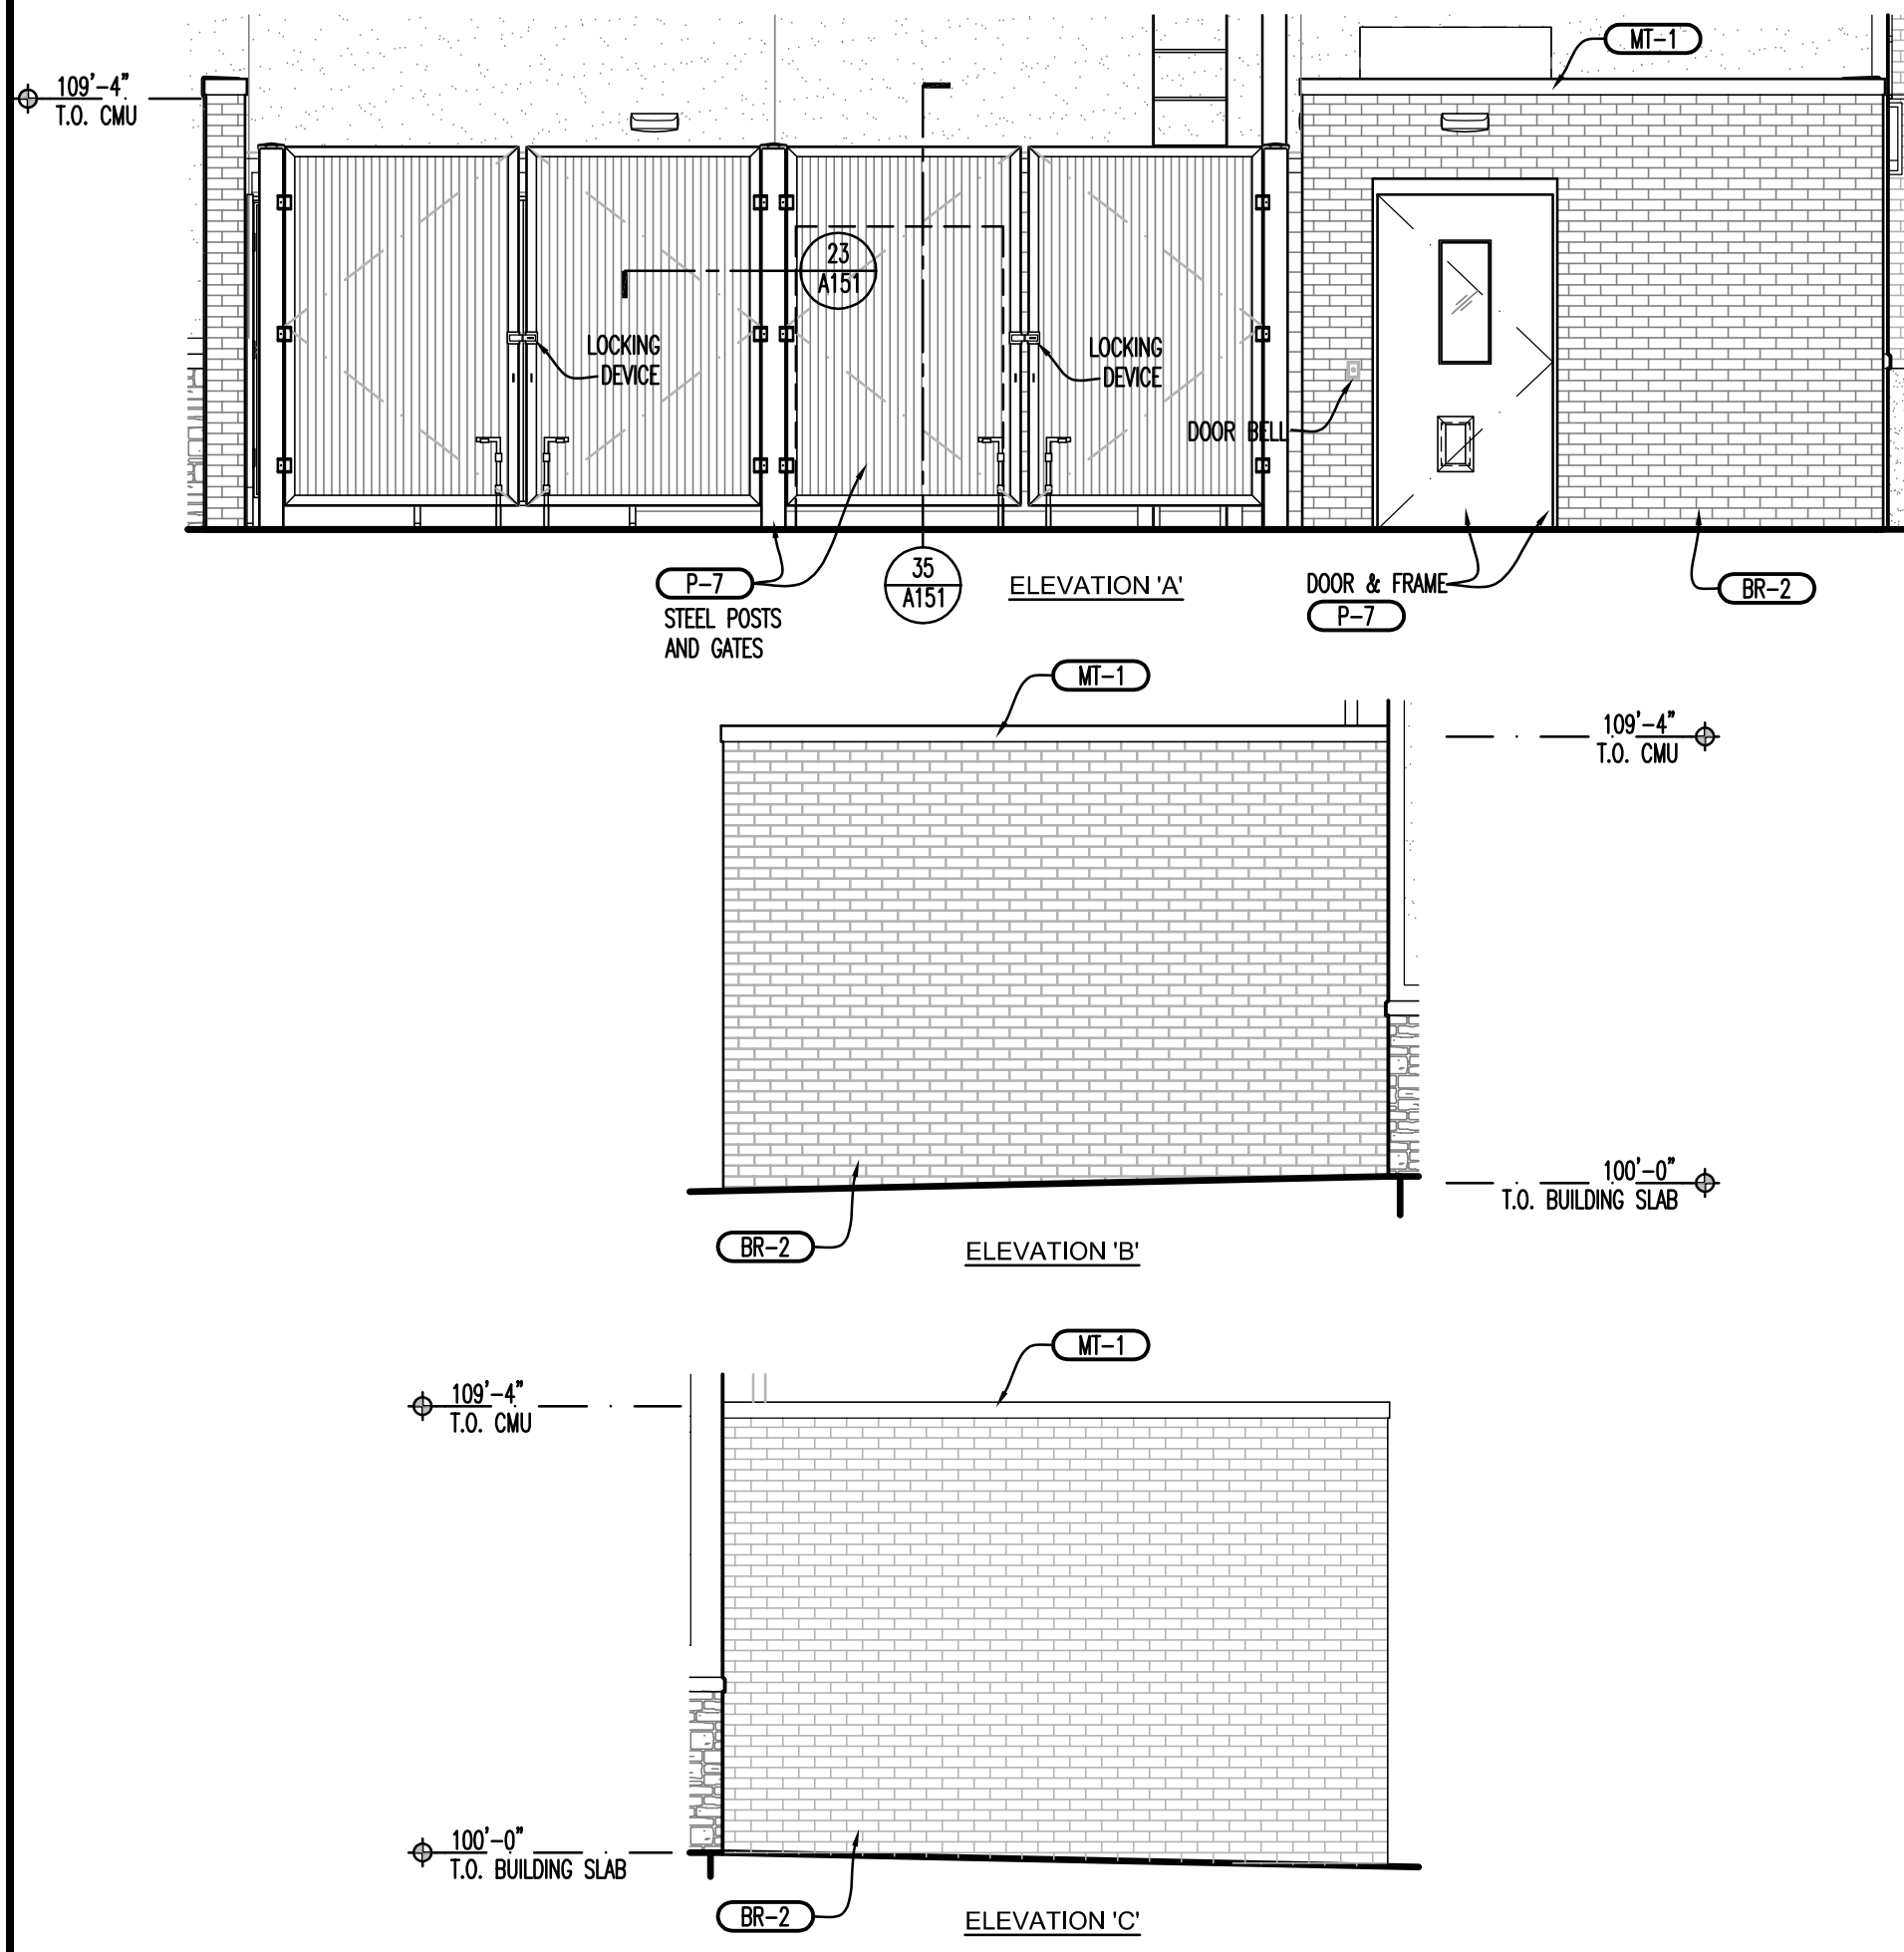 MT-1
109'-4"
T.O. CMU
23
A151
LOCKING
DEVICE
LOCKING
DEVICE
DOOR BELL
P-7
STEEL POSTS
AND GATES
35
A151
ELEVATION 'A'
DOOR & FRAME
P-7
BR-2
MT-1
109'-4"
T.O. CMU
100'-0"
T.O. BUILDING SLAB
BR-2
ELEVATION 'B'
MT-1
109'-4"
T.O. CMU
100'-0"
T.O. BUILDING SLAB
BR-2
ELEVATION 'C'